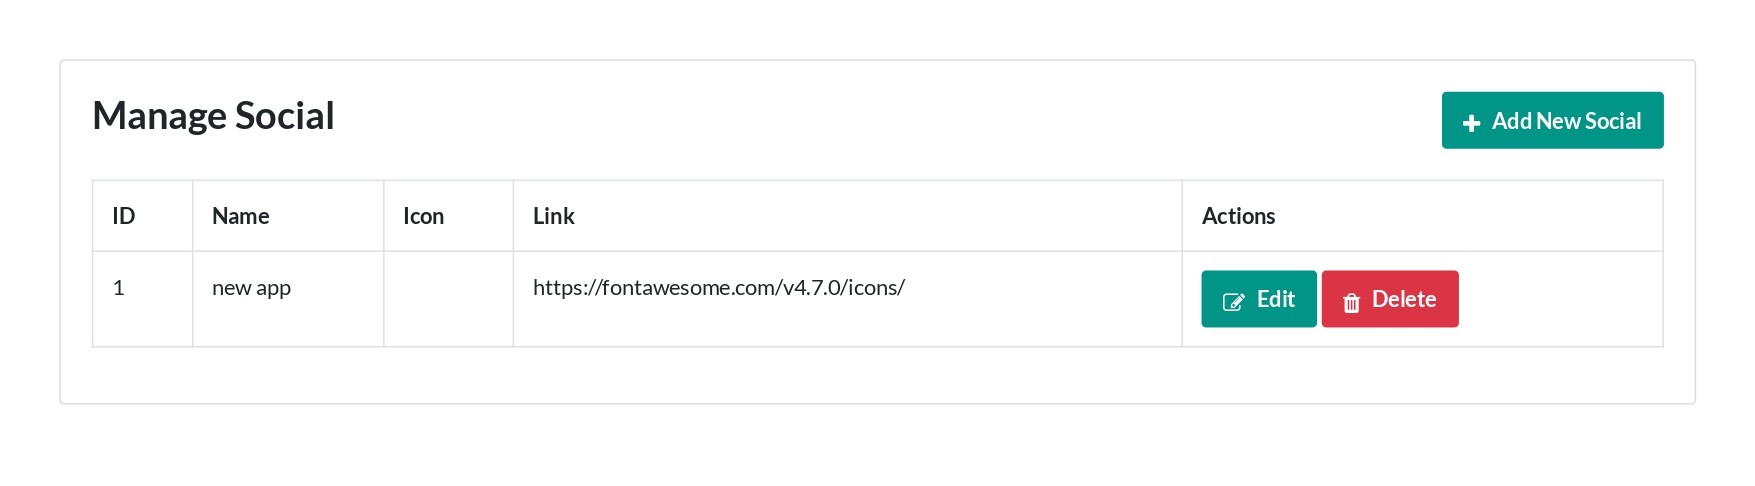 Manage Social
Add New Social
ID Name Icon Link Actions
1 new app https://fontawesome.com/v4.7.0/icons/ Edit Delete